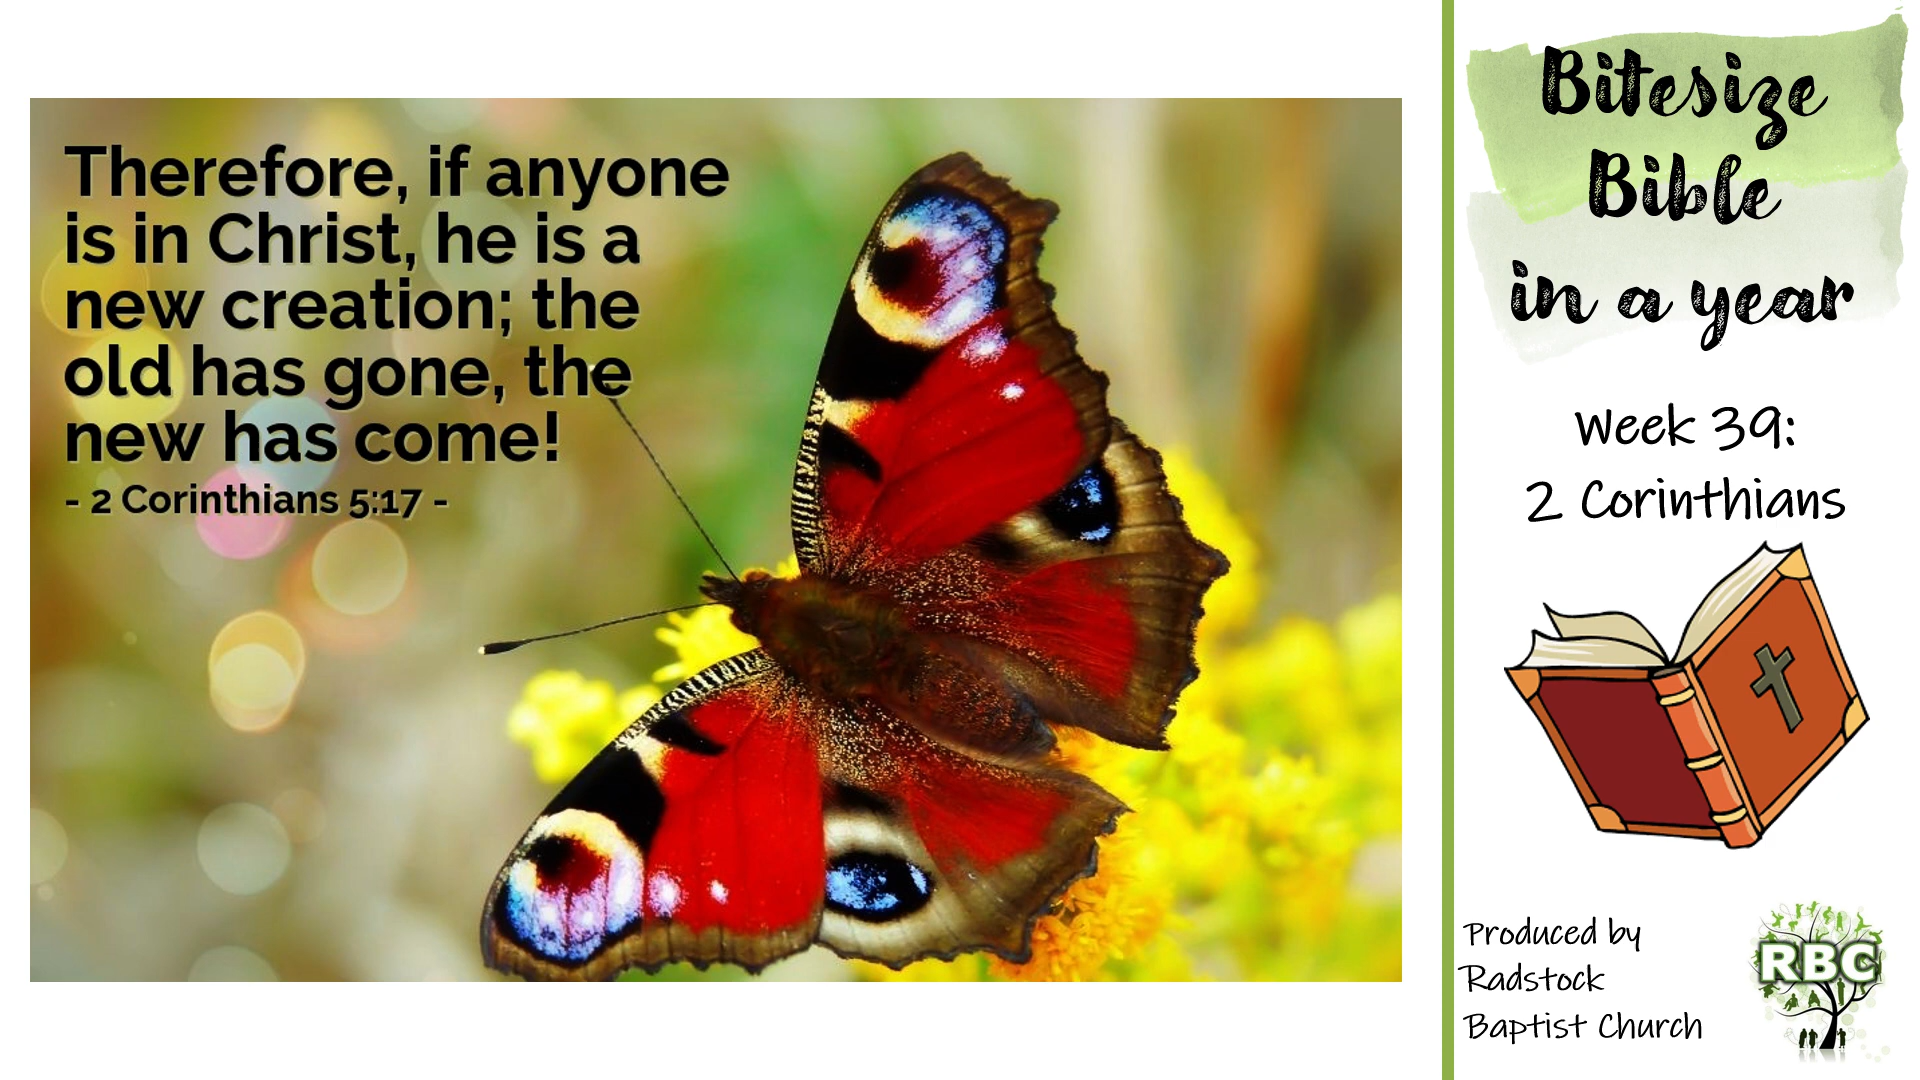 Therefore, if anyone
is in Christ, he is a
new creation; the
old has gone, the
new has come!
- 2 Corinthians 5:17 -
Bitesize
Bible
in a year
Week 39:
2 Corinthians
Produced by
Radstock
Baptist Church
RBC